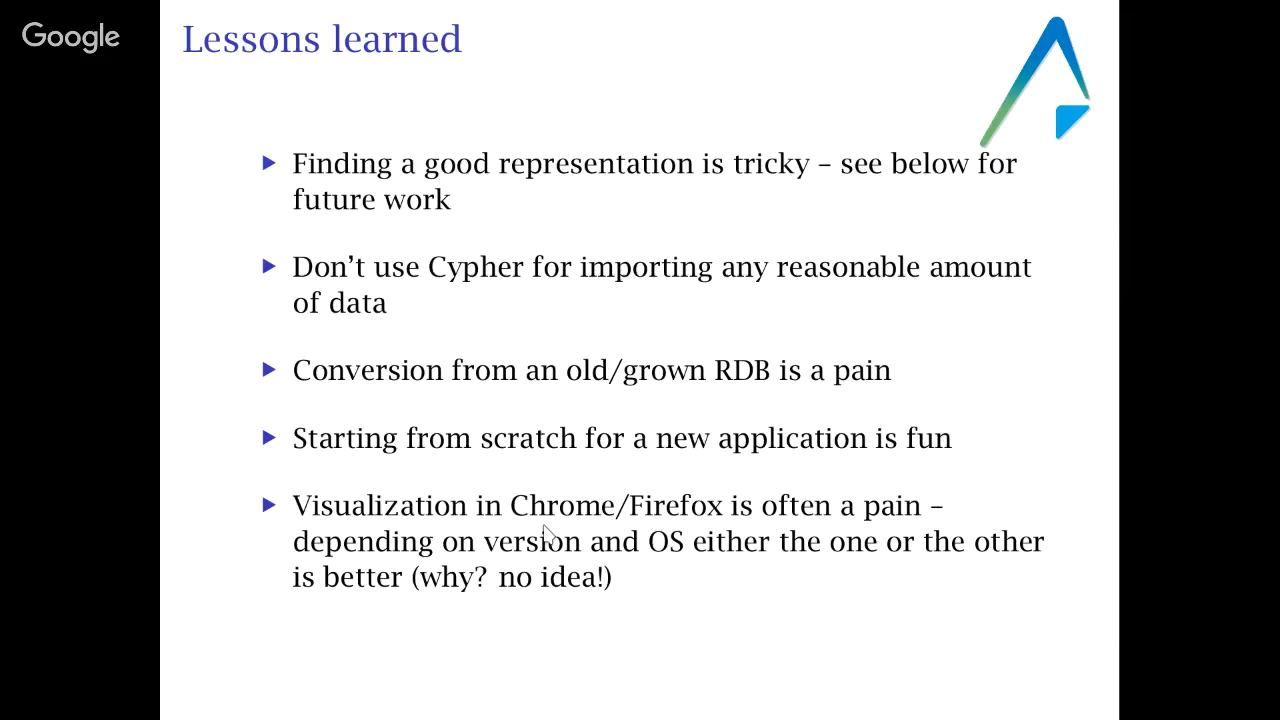 Google
Lessons learned
Finding a good representation is tricky – see below for
future work
Don’t use Cypher for importing any reasonable amount
of data
Conversion from an old/grown RDB is a pain
Starting from scratch for a new application is fun
Visualization in Chrome/Firefox is often a pain –
depending on version and OS either the one or the other
is better (why? no idea!)